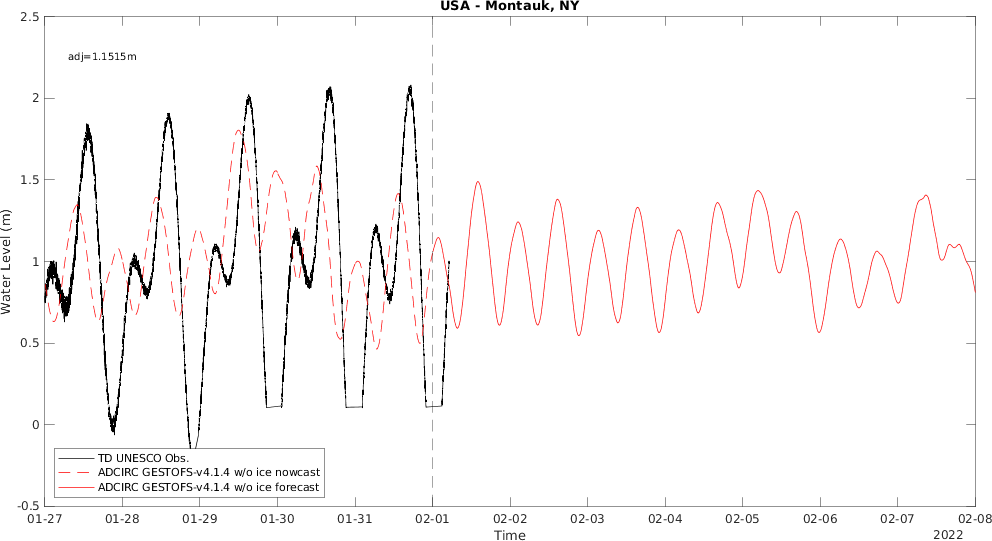 USA - Montauk, NY
2.5
adj=1.1515m
2
1.5
1
0.5
0
-0.5
Water Level (m)
TD UNESCO Obs.
ADCIRC GESTOFS-v4.1.4 w/o ice nowcast
ADCIRC GESTOFS-v4.1.4 w/o ice forecast
01-27 01-28 01-29 01-30 01-31 02-01 02-02 02-03 02-04 02-05 02-06 02-07 02-08
Time
2022